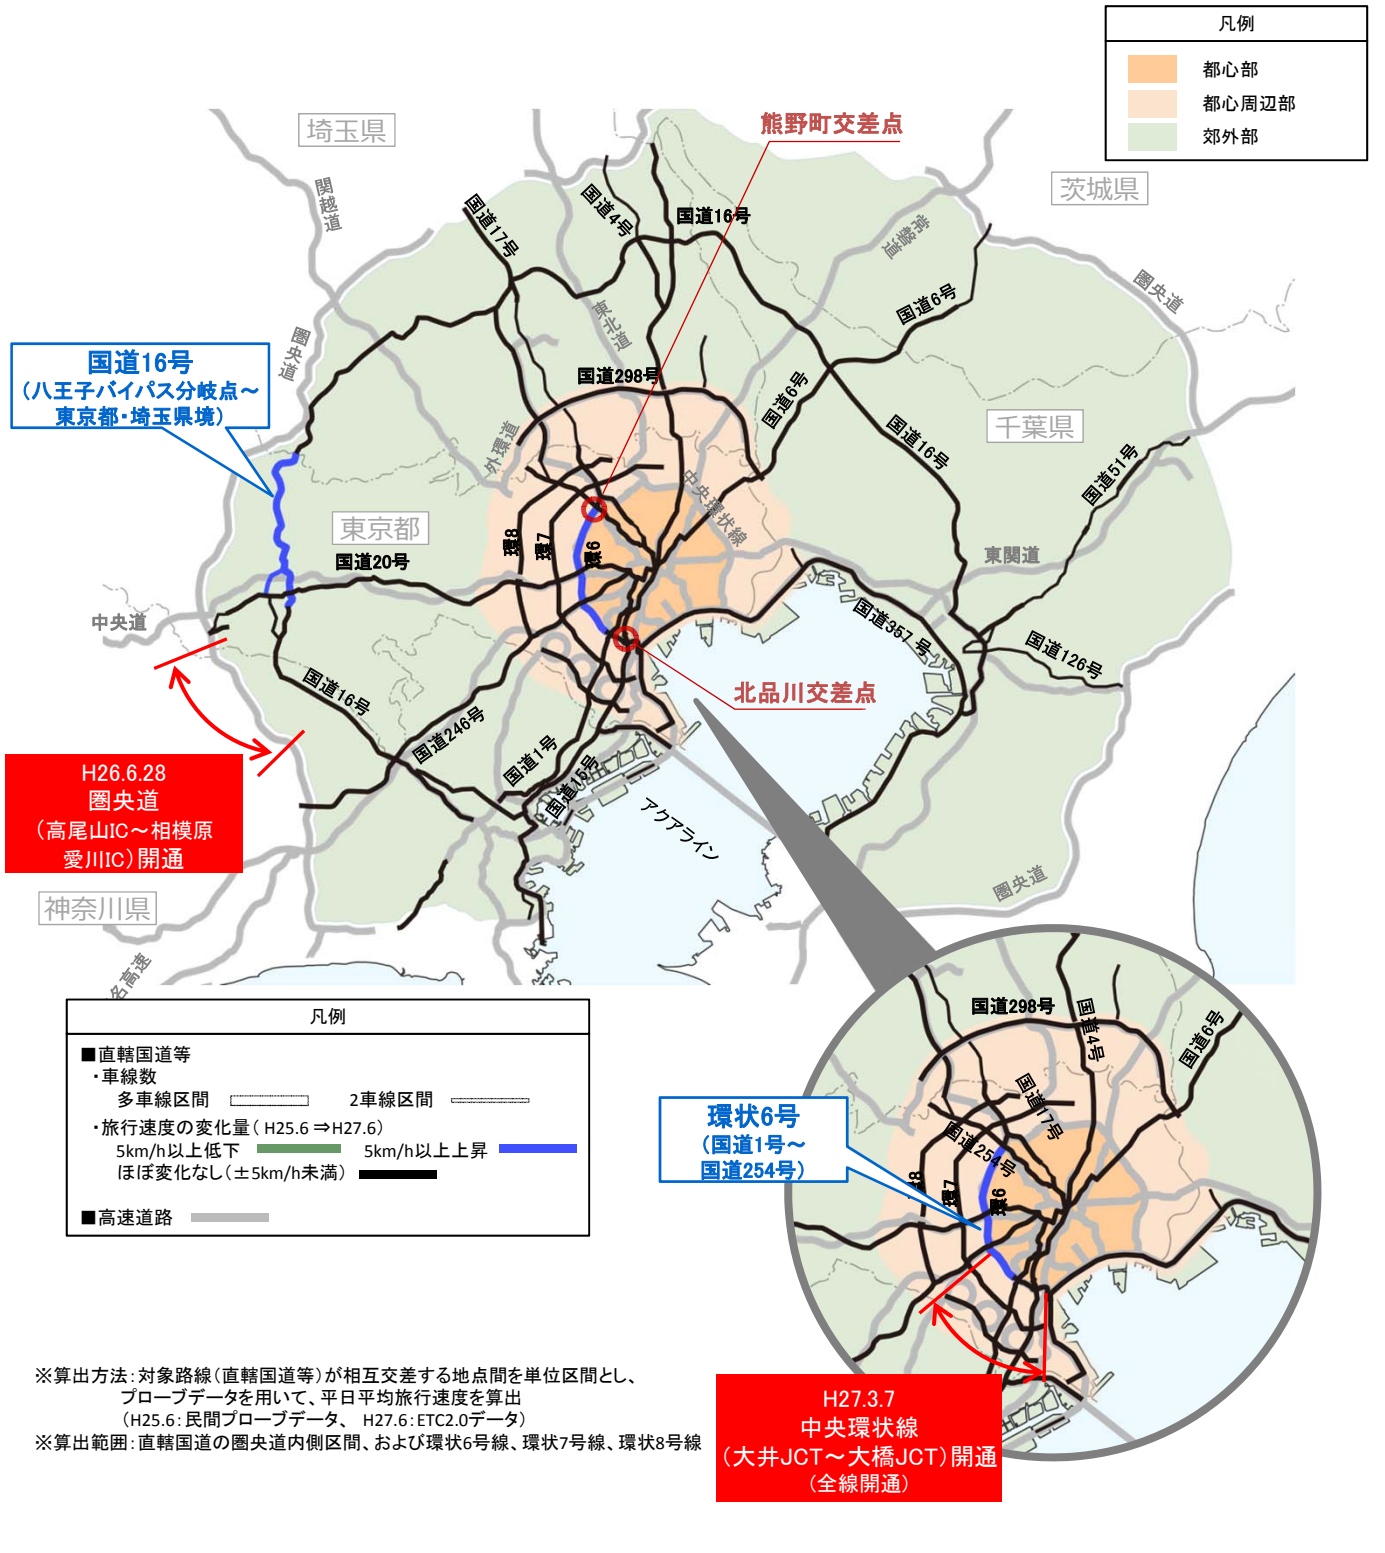 凡例
都心部
都心周辺部
郊外部
埼玉県
熊野町交差点
茨城県
関越道
国道17号
国道4号
国道16号
常磐道
圏央道
国道6号
東北道
圏央道
国道16号
(八王子バイパス分岐点～
東京都・埼玉県境)
国道298号
国道6号
千葉県
外環道
国道16号
国道51号
中央環状線
東京都
環8
環7
環6
国道20号
東関道
中央道
国道357号
国道126号
国道16号
北品川交差点
国道246号
国道1号
国道15号
アクアライン
H26.6.28
圏央道
(高尾山IC～相模原
愛川IC)開通
圏央道
神奈川県
名高速
凡例
■直轄国道等
・車線数
多車線区間
2車線区間
・旅行速度の変化量( H25.6 ⇒H27.6)
5km/h以上低下
5km/h以上上昇
ほぼ変化なし(±5km/h未満)
■高速道路
国道298号
国道4号
国道6号
国道17号
国道254号
環8
環7
環6
環状6号
(国道1号～
国道254号)
H27.3.7
中央環状線
(大井JCT～大橋JCT)開通
(全線開通)
※算出方法：対象路線(直轄国道等)が相互交差する地点間を単位区間とし、
プローブデータを用いて、平日平均旅行速度を算出
(H25.6：民間プローブデータ、 H27.6：ETC2.0データ)
※算出範囲：直轄国道の圏央道内側区間、および環状6号線、環状7号線、環状8号線